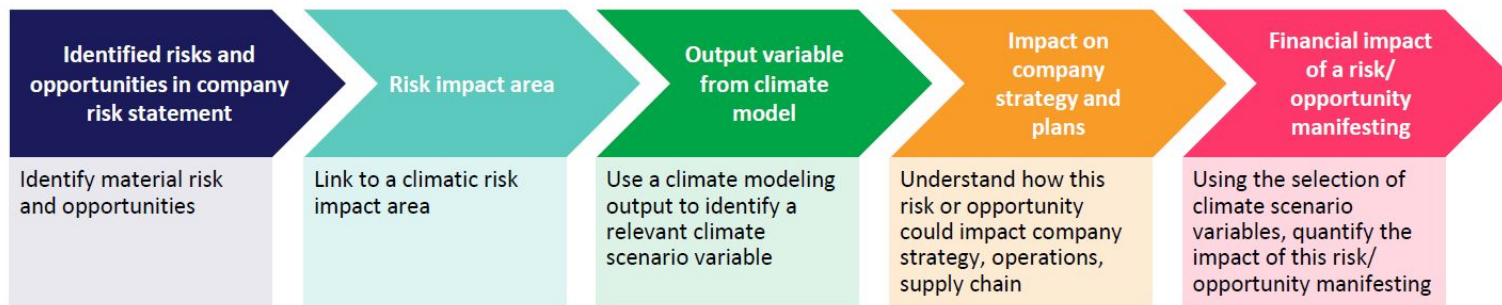 Identified risks and
opportunities in company
risk statement
Identify material risk
and opportunities
Risk impact area
Link to a climatic risk
impact area
Output variable
from climate
model
Use a climate modeling
output to identify a
relevant climate
scenario variable
Impact on
company
strategy and
plans
Understand how this
risk or opportunity
could impact company
strategy, operations,
supply chain
Financial impact
of a risk/
opportunity
manifesting
Using the selection of
climate scenario
variables, quantify the
impact of this risk/
opportunity manifesting